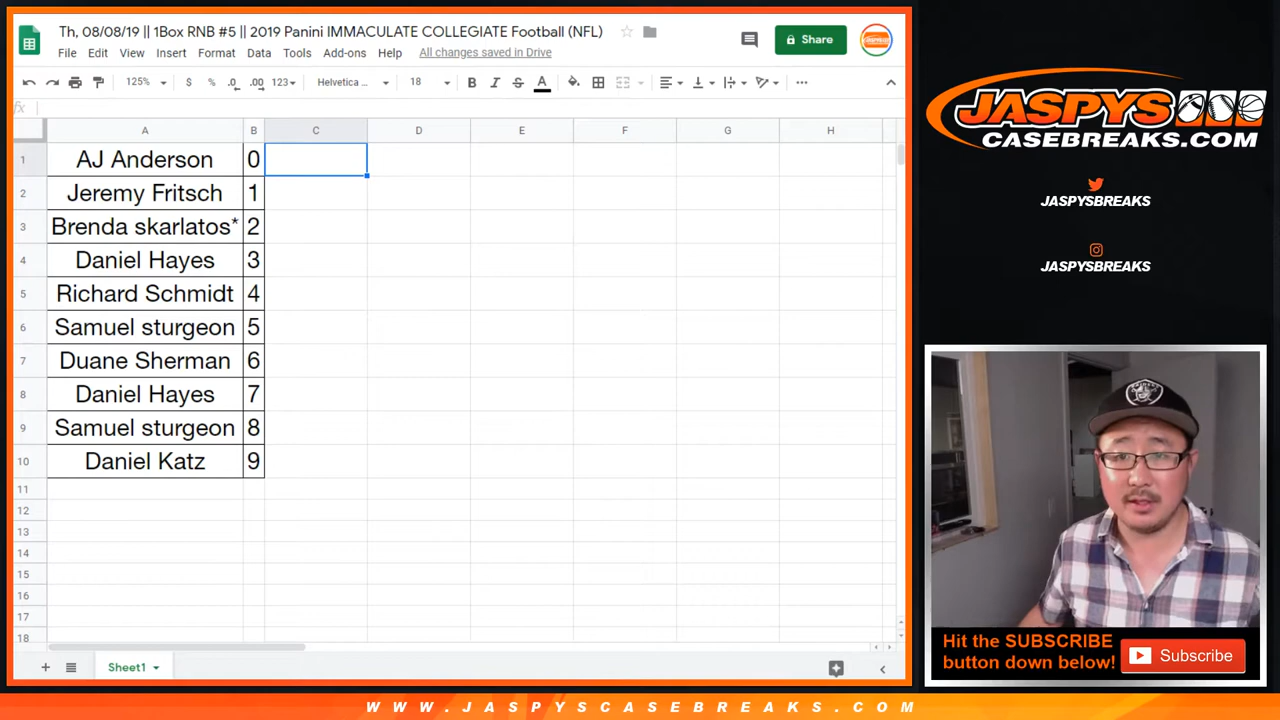 Th, 08/08/19 || 1Box RNB #5 || 2019 Panini IMMACULATE COLLEGIATE Football (NFL)
File Edit View Insert Format Data Tools Add-ons Help All changes saved in Drive
Share
125% $ % .0 .00 123 Helvetica ... 18 B I S A ...
fx
A B C D E F G H
1 AJ Anderson 0
2 Jeremy Fritsch 1
3 Brenda skarlatos* 2
4 Daniel Hayes 3
5 Richard Schmidt 4
6 Samuel sturgeon 5
7 Duane Sherman 6
8 Daniel Hayes 7
9 Samuel sturgeon 8
10 Daniel Katz 9
11
12
13
14
15
16
17
18
+ Sheet1
JASPYS
CASEBREAKS.COM
JASPYSBREAKS
JASPYSBREAKS
RAIDERS
Hit the SUBSCRIBE
button down below!
Subscribe
WWW.JASPYSCASEBREAKS.COM